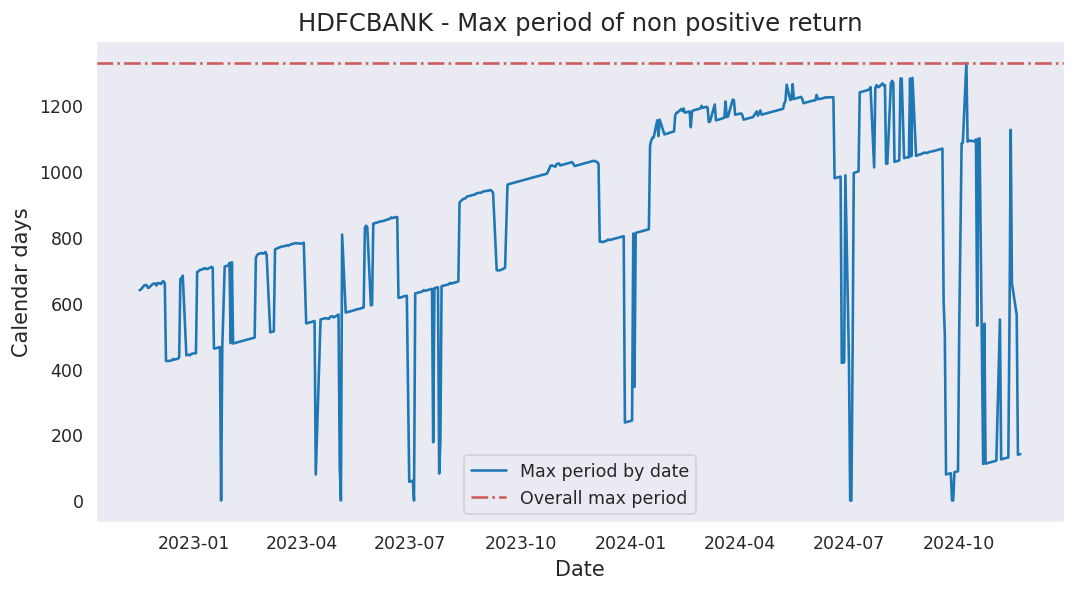 HDFCBANK - Max period of non positive return
Calendar days
1200
1000
800
600
400
200
0
Max period by date
Overall max period
2023-01 2023-04 2023-07 2023-10 2024-01 2024-04 2024-07 2024-10
Date